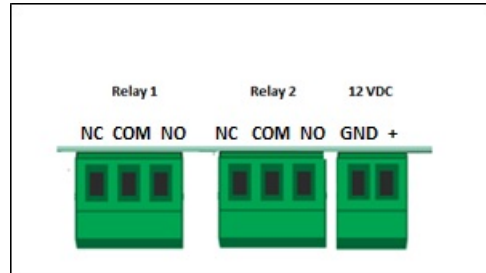 Relay 1 Relay 2 12 VDC
NC COM NO NC COM NO GND +